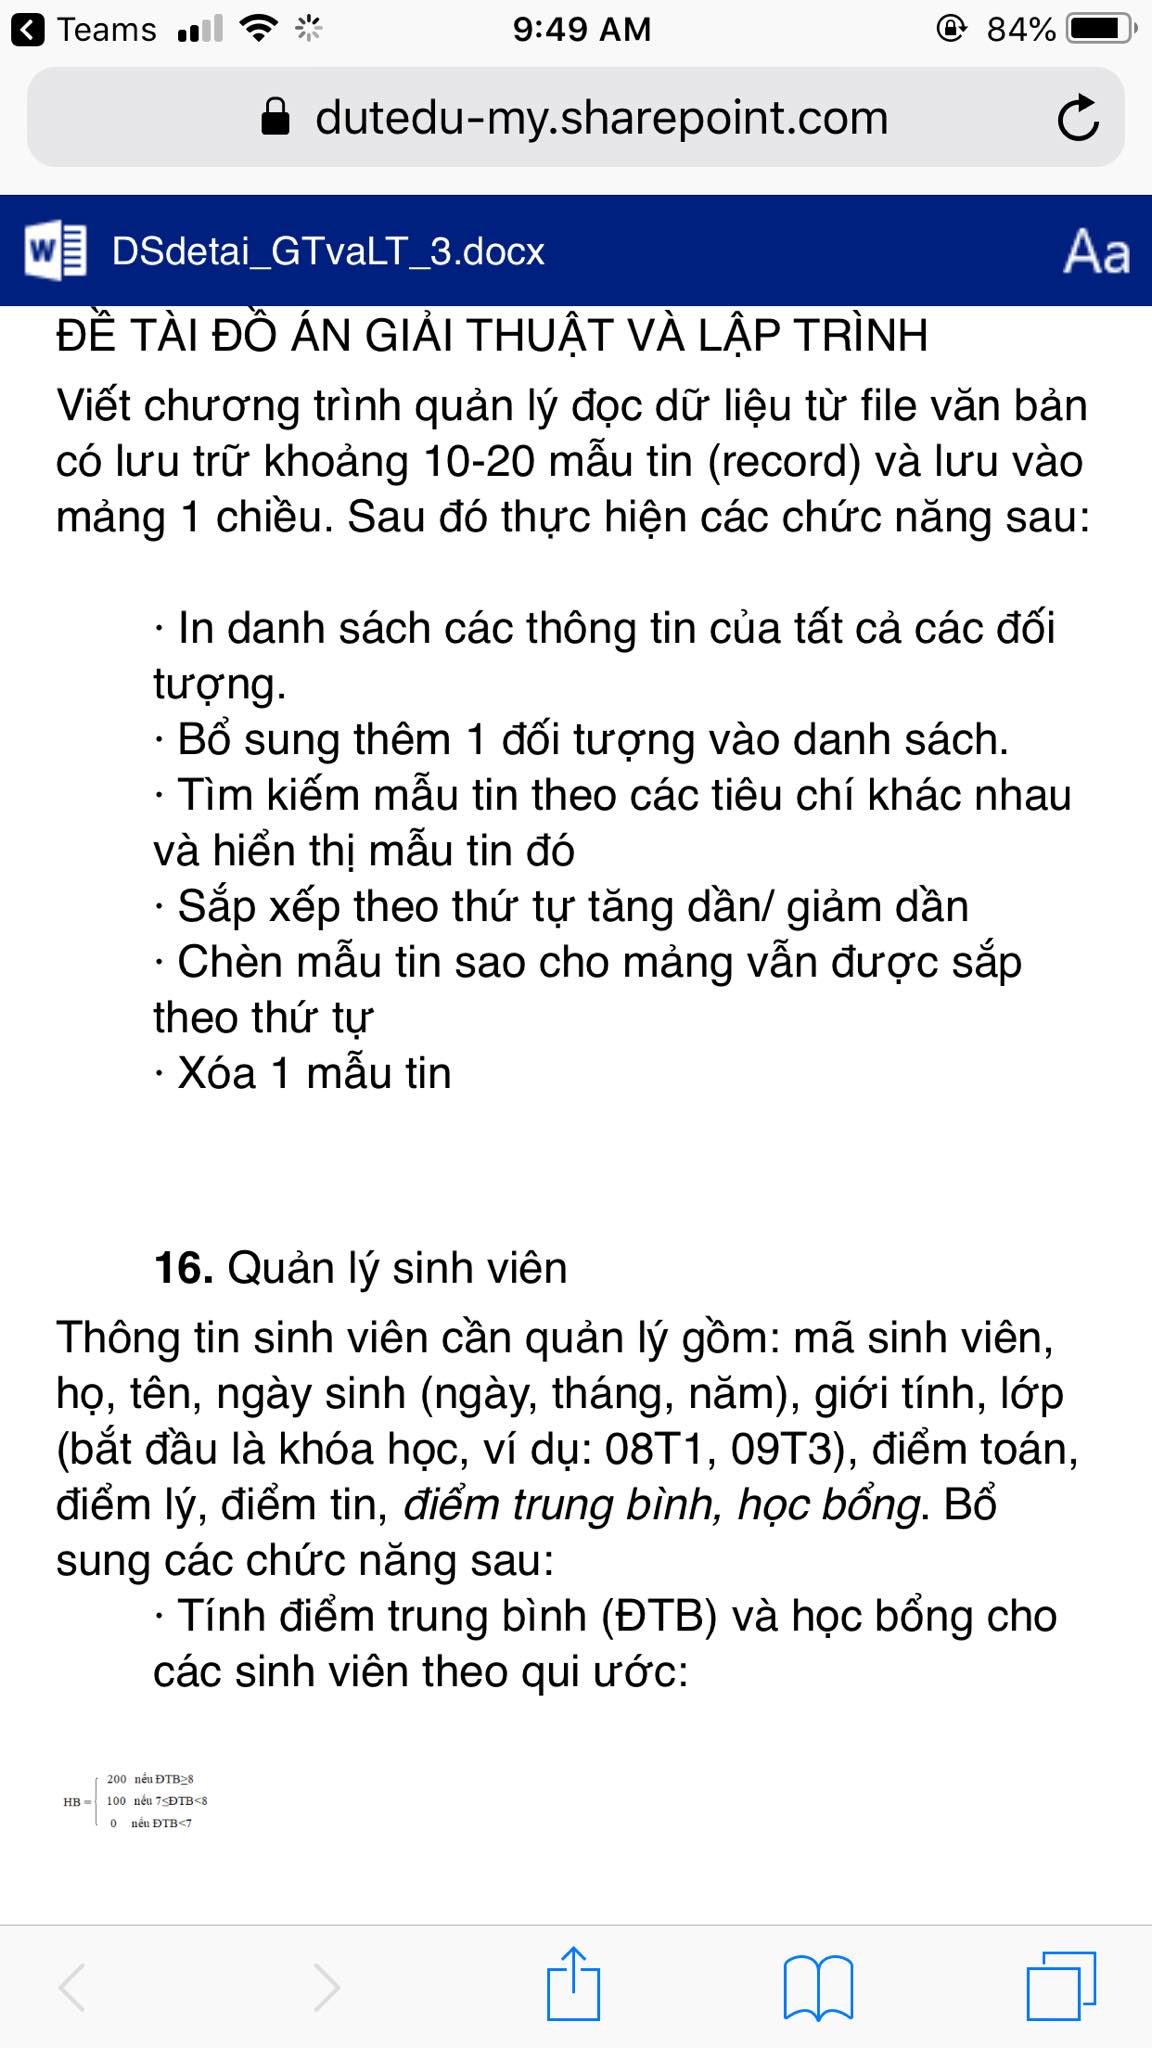 Teams 9:49 AM 84%
dutedu-my.sharepoint.com
W DSdetai_GTvaLT_3.docx Aa
ĐỀ TÀI ĐỒ ÁN GIẢI THUẬT VÀ LẬP TRÌNH
Viết chương trình quản lý đọc dữ liệu từ file văn bản
có lưu trữ khoảng 10-20 mẫu tin (record) và lưu vào
mảng 1 chiều. Sau đó thực hiện các chức năng sau:
· In danh sách các thông tin của tất cả các đối
tượng.
· Bổ sung thêm 1 đối tượng vào danh sách.
· Tìm kiếm mẫu tin theo các tiêu chí khác nhau
và hiển thị mẫu tin đó
· Sắp xếp theo thứ tự tăng dần/ giảm dần
· Chèn mẫu tin sao cho mảng vẫn được sắp
theo thứ tự
· Xóa 1 mẫu tin
16. Quản lý sinh viên
Thông tin sinh viên cần quản lý gồm: mã sinh viên,
họ, tên, ngày sinh (ngày, tháng, năm), giới tính, lớp
(bắt đầu là khóa học, ví dụ: 08T1, 09T3), điểm toán,
điểm lý, điểm tin, điểm trung bình, học bổng. Bổ
sung các chức năng sau:
· Tính điểm trung bình (ĐTB) và học bổng cho
các sinh viên theo qui ước:
200 nếu ĐTB≥8
HB = { 100 nếu 7≤ĐTB<8
0 nếu ĐTB<7